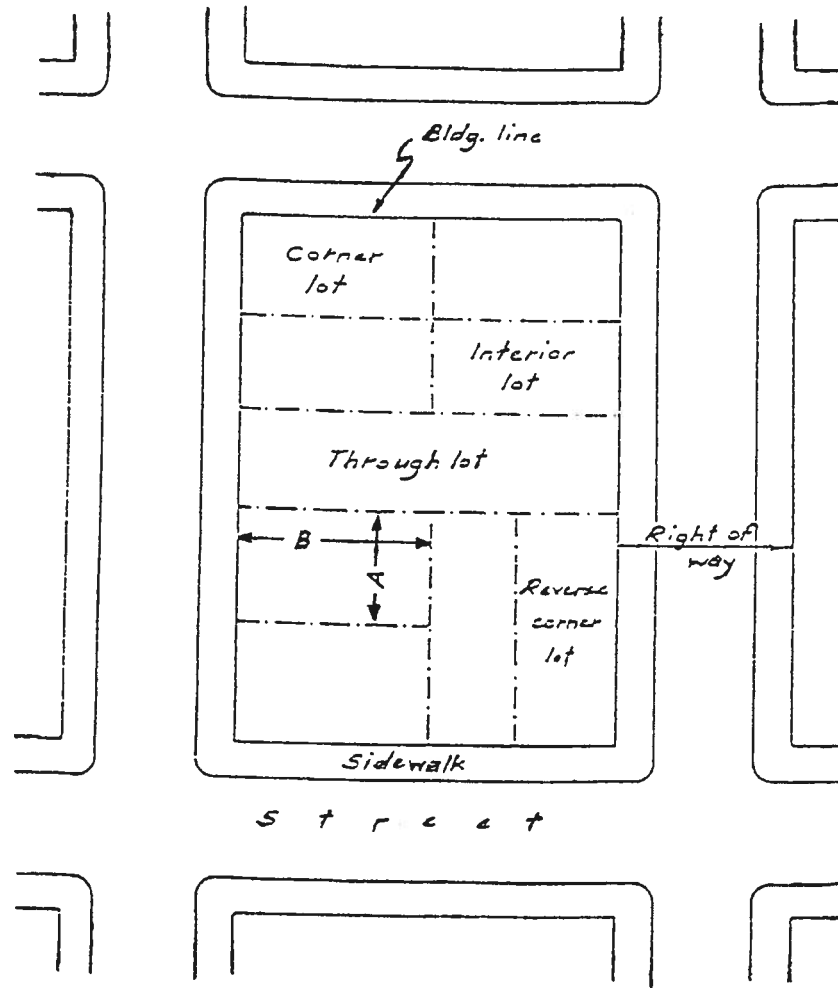 Bldg. line
Corner
lot
Interior
lot
Through lot
B
A
Right of
way
Reverse
corner
lot
Sidewalk
Street